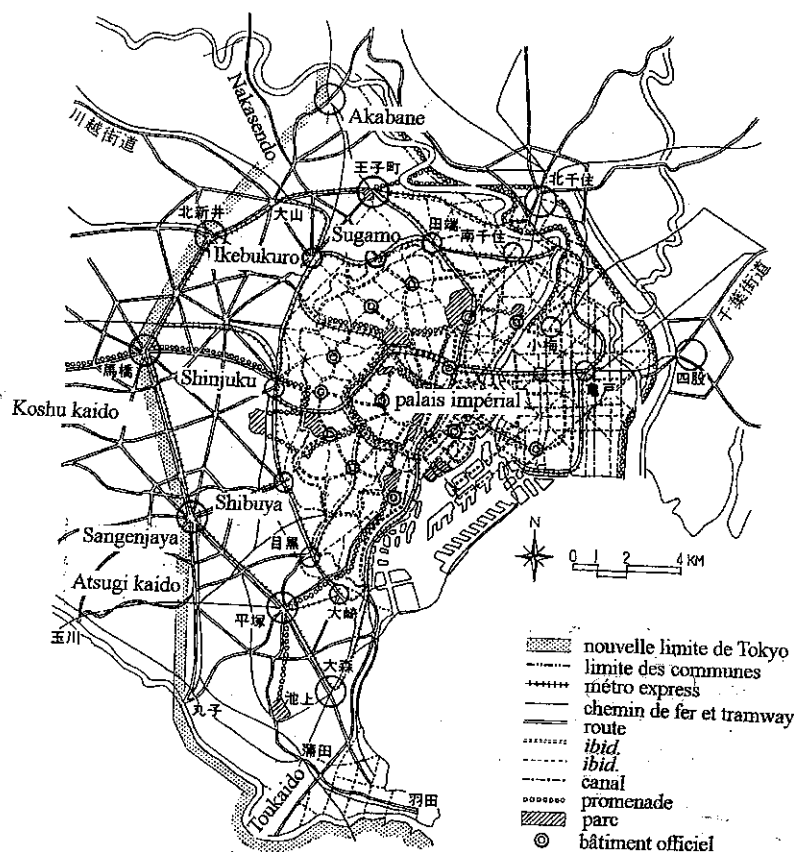 Nakasendo
Akabane
川越街道
王子町
北千住
北新井
大山
田端
Sugamo
南千住
Ikebukuro
千葉街道
小梅
馬橋
四股
Shinjuku
亀戸
palais impérial
Koshu kaido
Shibuya
Sangenjaya
目黒
N
0 1 2 4 KM
Atsugi kaido
大崎
平塚
玉川
大森
池上
丸子
蒲田
羽田
Toukaido
nouvelle limite de Tokyo
limite des communes
métro express
chemin de fer et tramway
route
ibid.
ibid.
canal
promenade
parc
bâtiment officiel